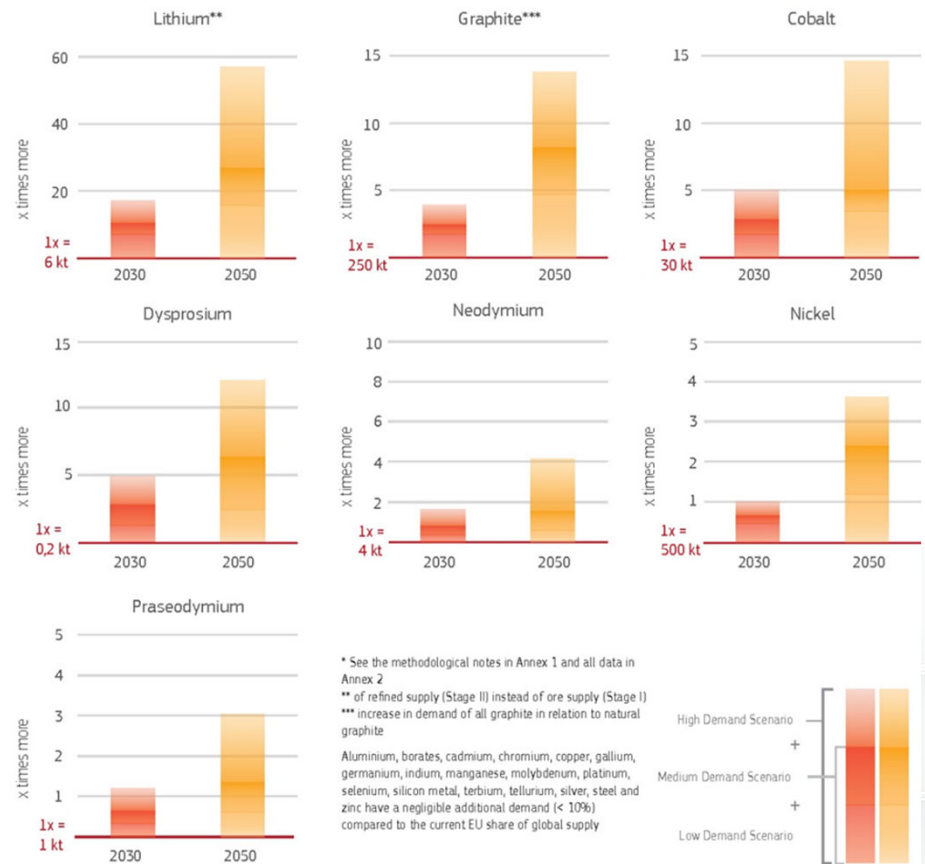 Lithium**
60
40
20
x times more
1x =
6 kt
2030
2050
Graphite***
15
10
5
x times more
1x =
250 kt
2030
2050
Cobalt
15
10
5
x times more
1x =
30 kt
2030
2050
Dysprosium
15
10
5
x times more
1x =
0,2 kt
2030
2050
Neodymium
10
8
6
4
2
x times more
1x =
4 kt
2030
2050
Nickel
5
4
3
2
1
x times more
1x =
500 kt
2030
2050
Praseodymium
5
4
3
2
1
x times more
1x =
1 kt
2030
2050
* See the methodological notes in Annex 1 and all data in
Annex 2
** of refined supply (Stage II) instead of ore supply (Stage I)
*** increase in demand of all graphite in relation to natural
graphite
Aluminium, borates, cadmium, chromium, copper, gallium,
germanium, indium, manganese, molybdenum, platinum,
selenium, silicon metal, terbium, tellurium, silver, steel and
zinc have a negligible additional demand (< 10%)
compared to the current EU share of global supply
High Demand Scenario
+
Medium Demand Scenario
+
Low Demand Scenario